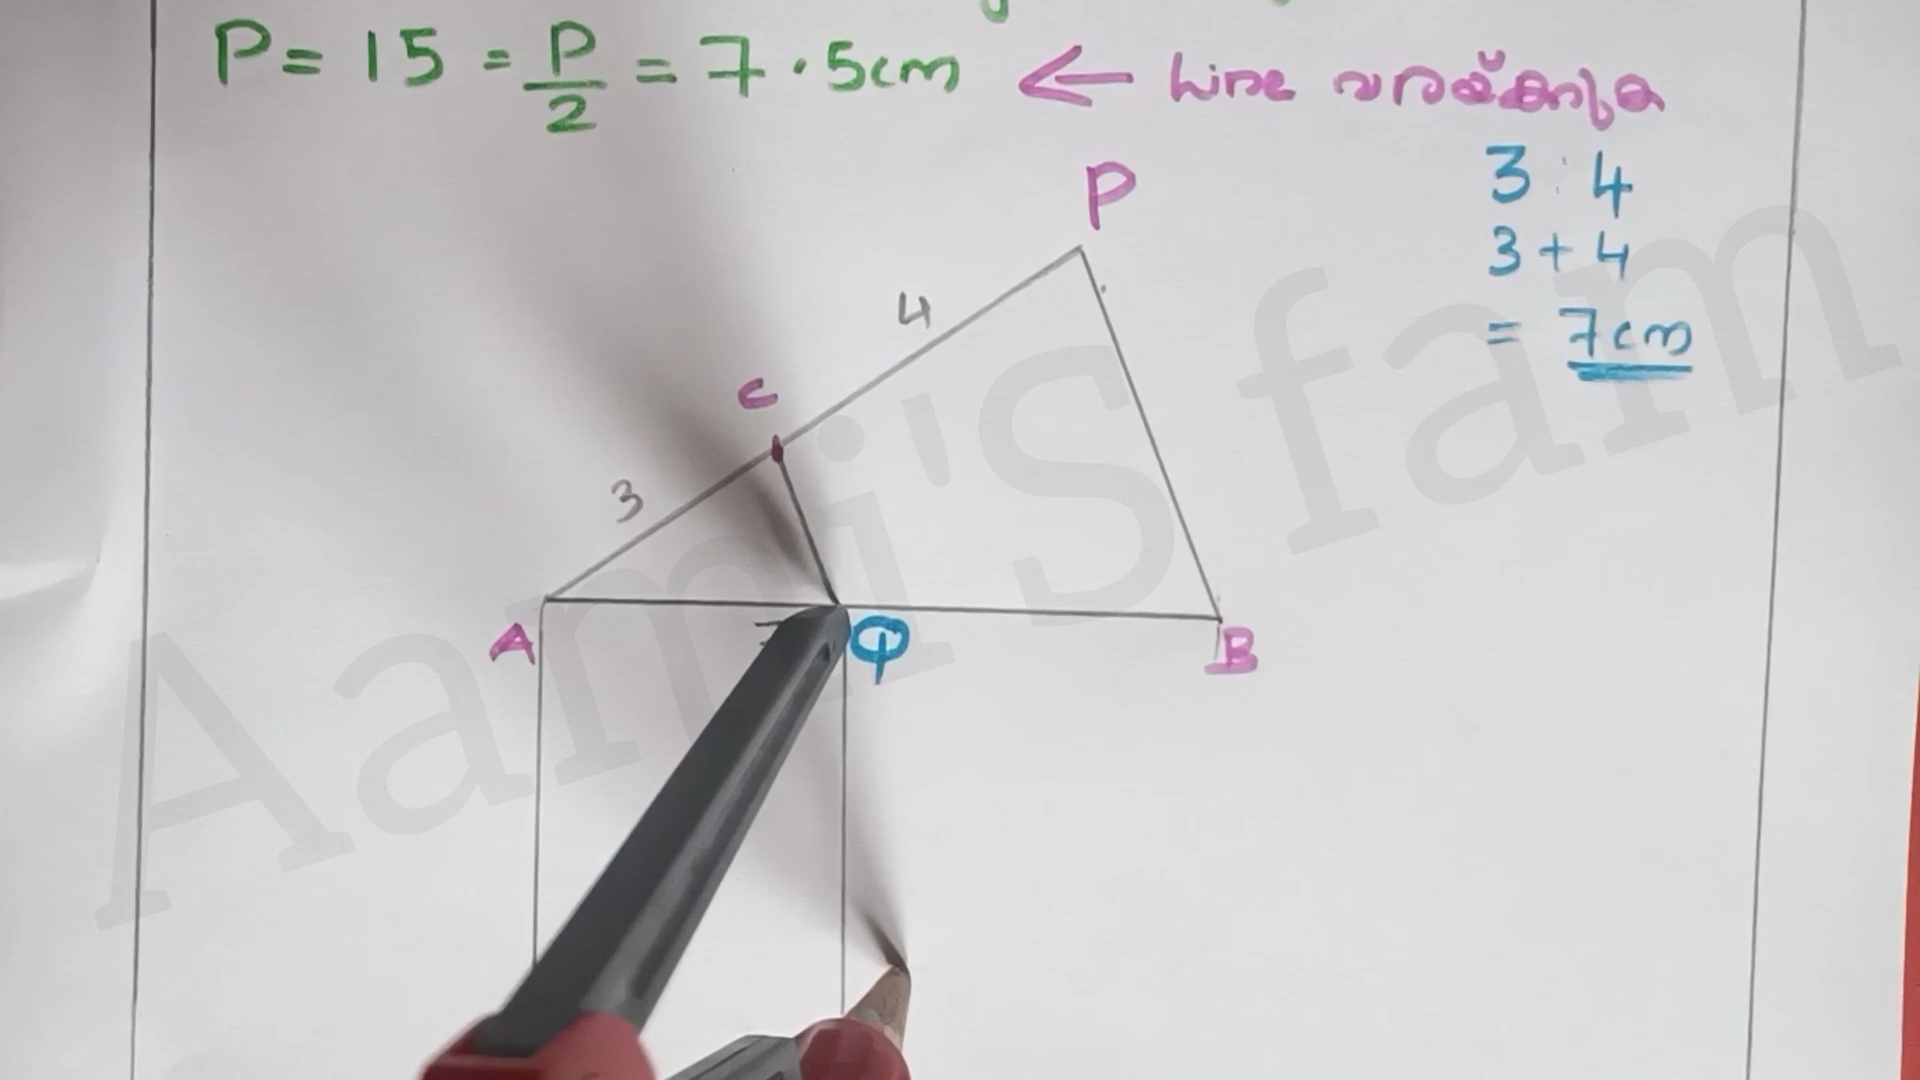 P = 15 = P/2 = 7.5cm ← Line വരയ്ക്കുക
3 : 4
3 + 4
= 7cm
P
4
C
3
A
Q
B
Aami'S fam